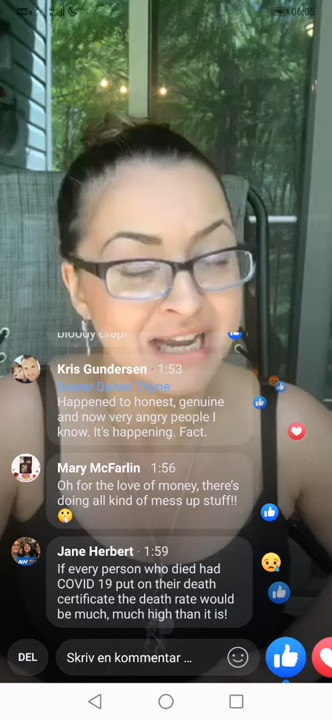 06:05
bloody crap!
Kris Gundersen · 1:53
Happened to honest, genuine
and now very angry people I
know. It's happening. Fact.
Mary McFarlin · 1:56
Oh for the love of money, there's
doing all kind of mess up stuff!!
Jane Herbert · 1:59
If every person who died had
COVID 19 put on their death
certificate the death rate would
be much, much high than it is!
DEL
Skriv en kommentar ...